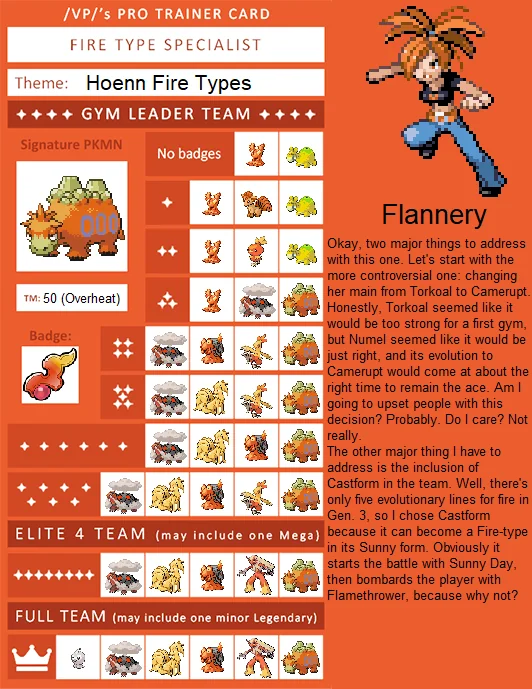 /VP/'s PRO TRAINER CARD
FIRE TYPE SPECIALIST
Theme: Hoenn Fire Types
GYM LEADER TEAM
Signature PKMN
No badges
TM: 50 (Overheat)
Badge:
ELITE 4 TEAM (may include one Mega)
FULL TEAM (may include one minor Legendary)
Flannery
Okay, two major things to address
with this one. Let's start with the
more controversial one: changing
her main from Torkoal to Camerupt.
Honestly, Torkoal seemed like it
would be too strong for a first gym,
but Numel seemed like it would be
just right, and its evolution to
Camerupt would come at about the
right time to remain the ace. Am I
going to upset people with this
decision? Probably. Do I care? Not
really.
The other major thing I have to
address is the inclusion of
Castform in the team. Well, there's
only five evolutionary lines for fire in
Gen. 3, so I chose Castform
because it can become a Fire-type
in its Sunny form. Obviously it
starts the battle with Sunny Day,
then bombards the player with
Flamethrower, because why not?